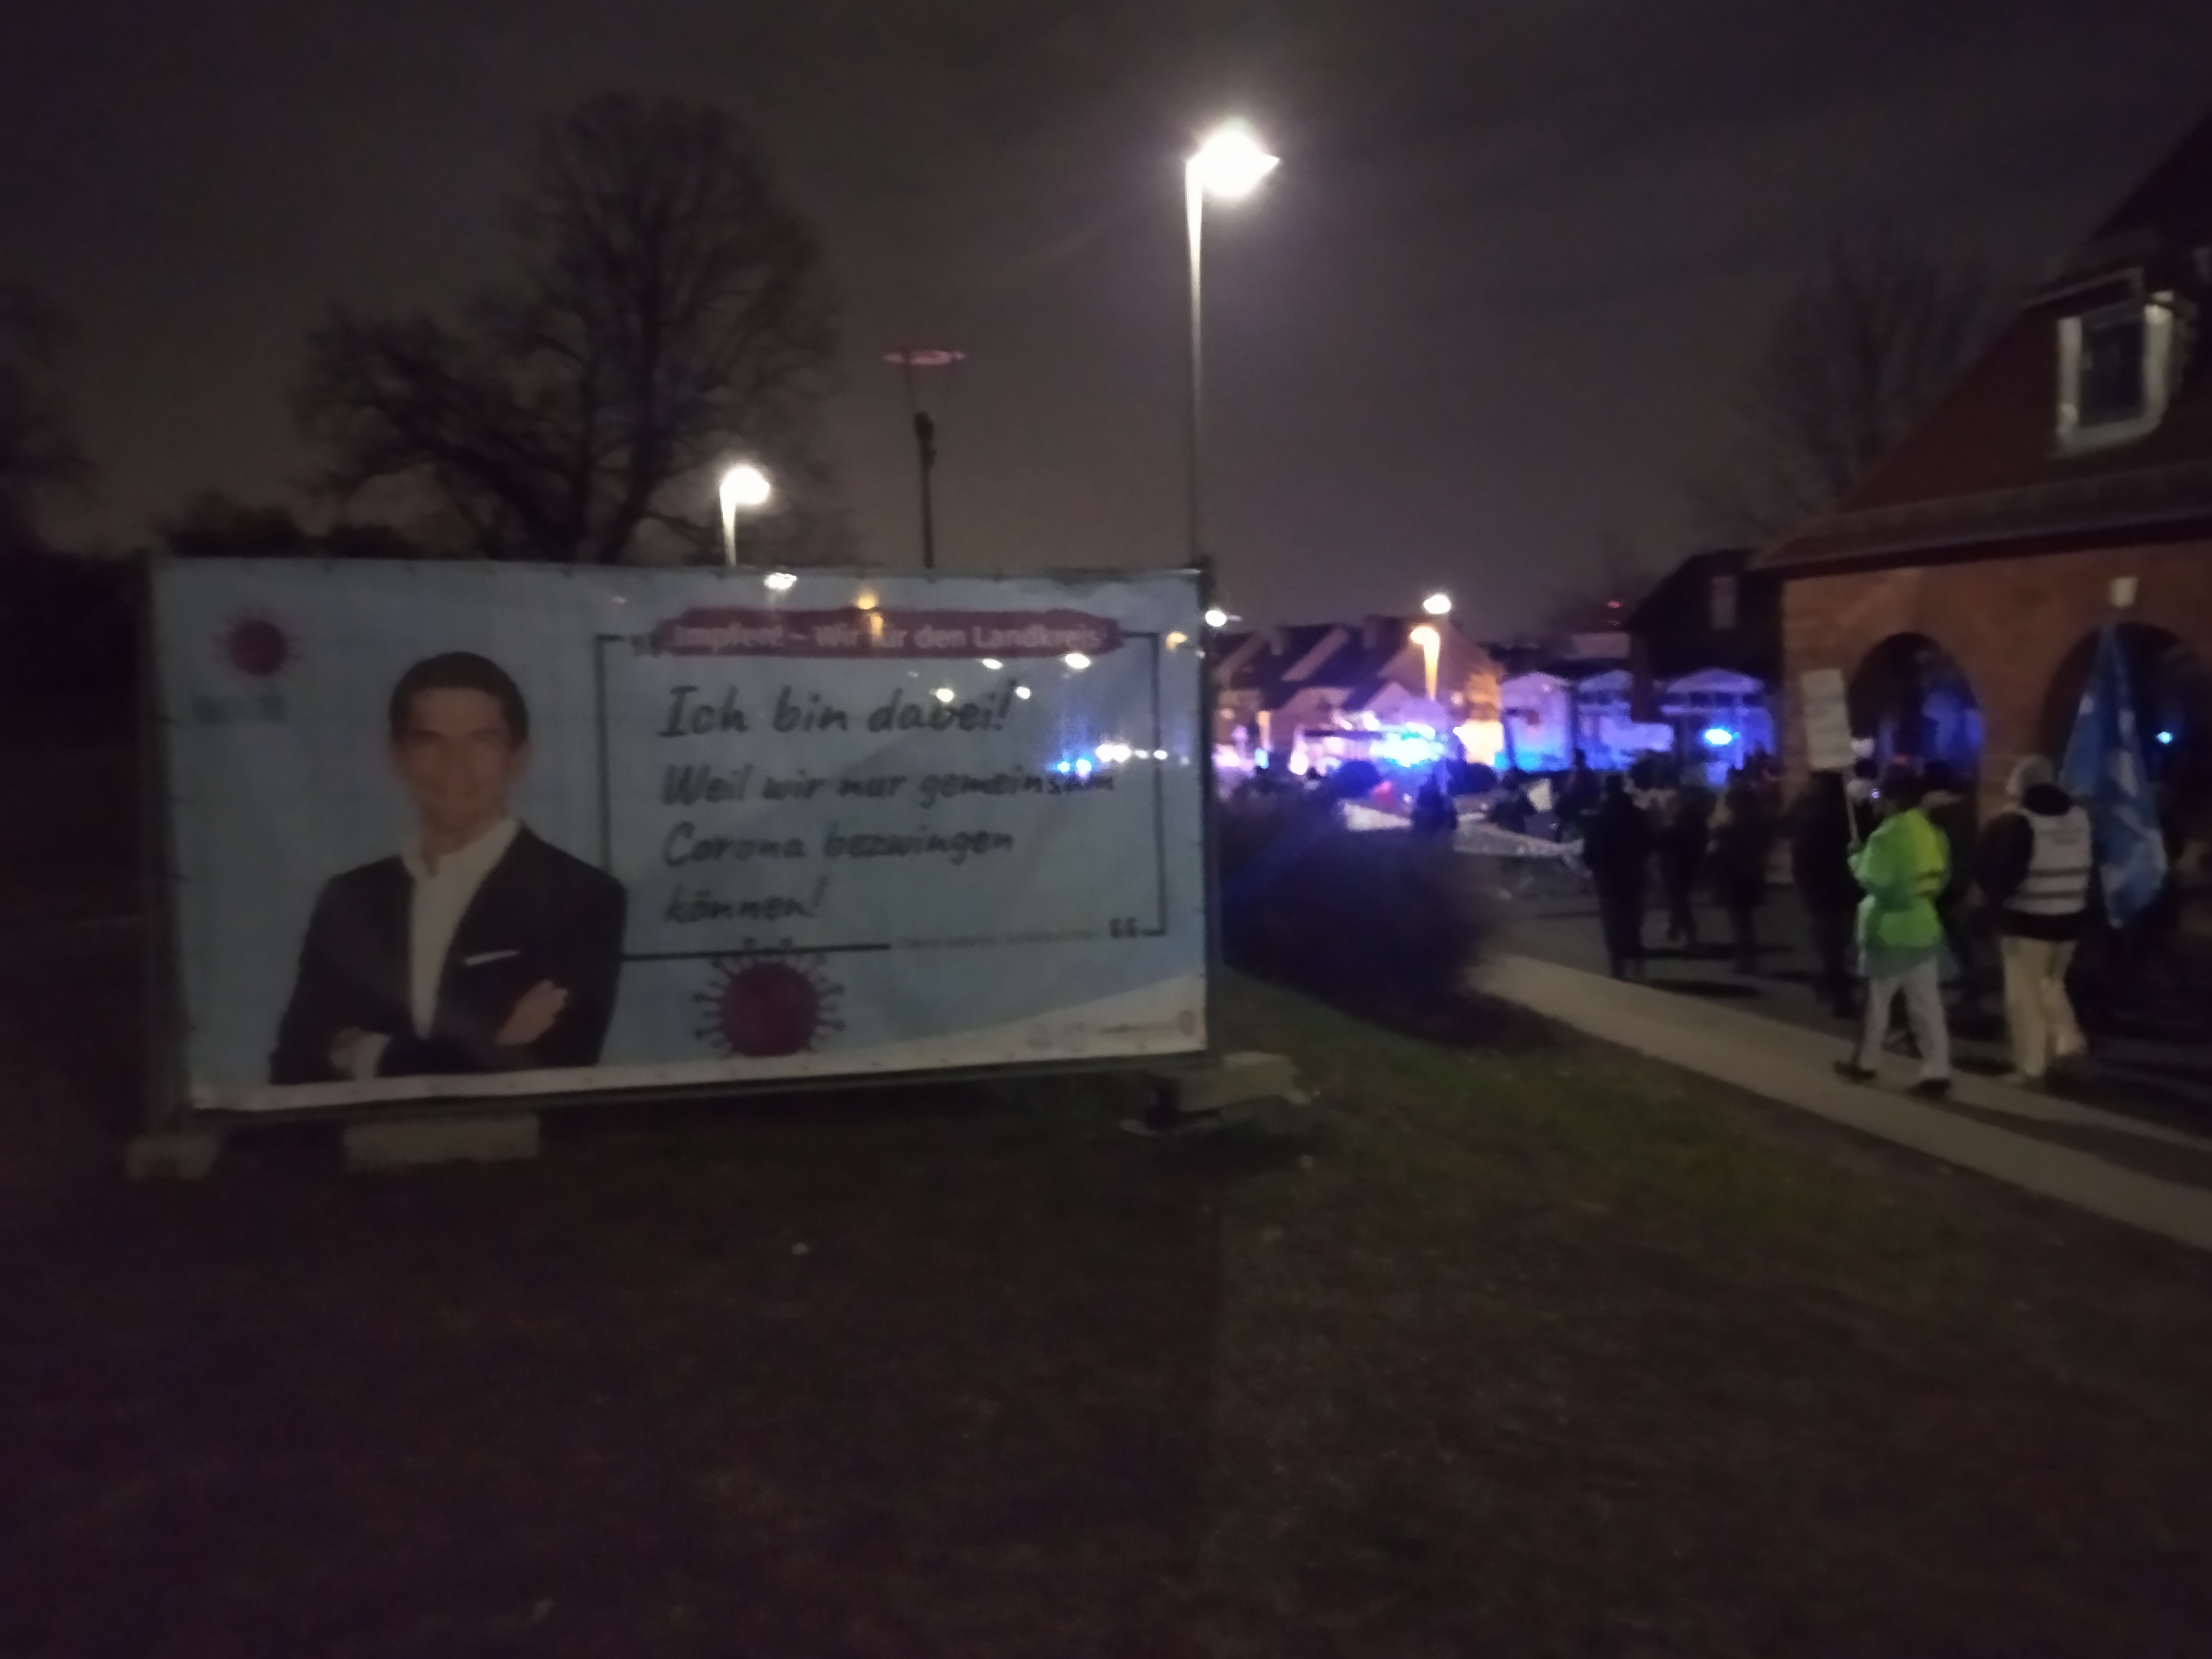 Impfen! – Wir für den Landkreis
Ich bin dabei!
Weil wir nur gemeinsam
Corona bezwingen
können!